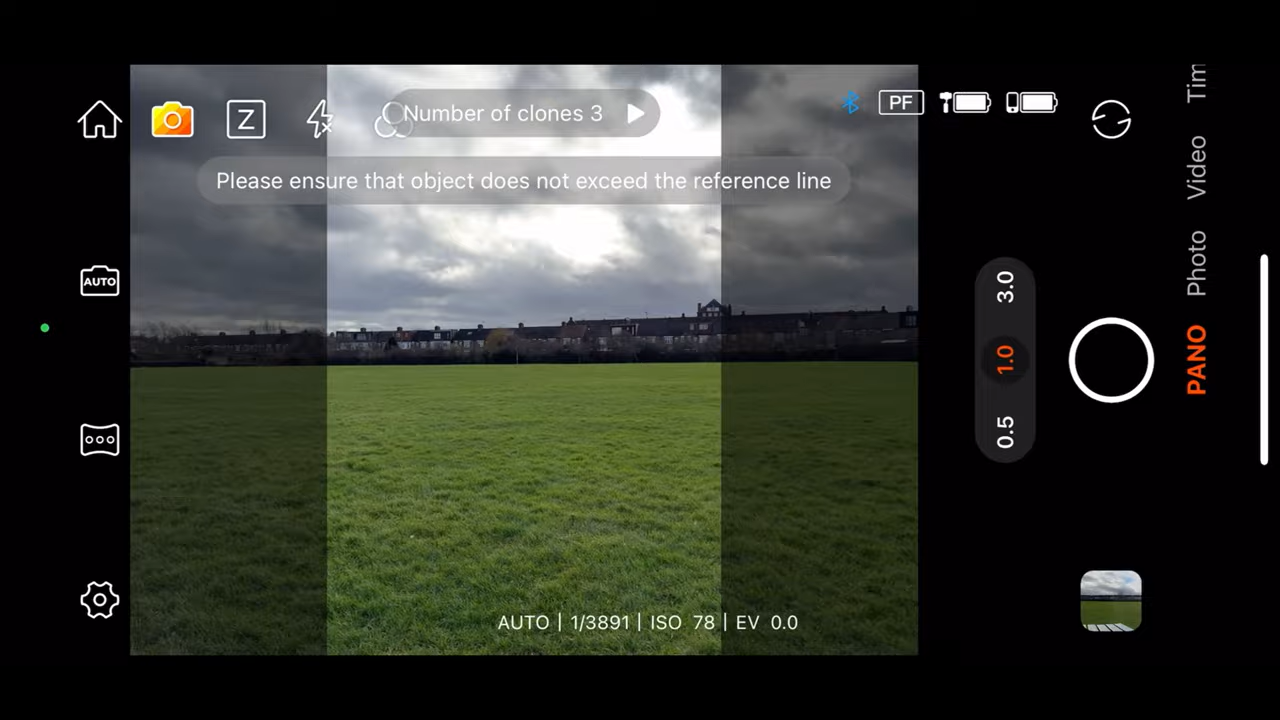 Number of clones 3
PF
Please ensure that object does not exceed the reference line
Z
AUTO
AUTO | 1/3891 | ISO 78 | EV 0.0
3.0
1.0
0.5
Tim
Video
Photo
PANO